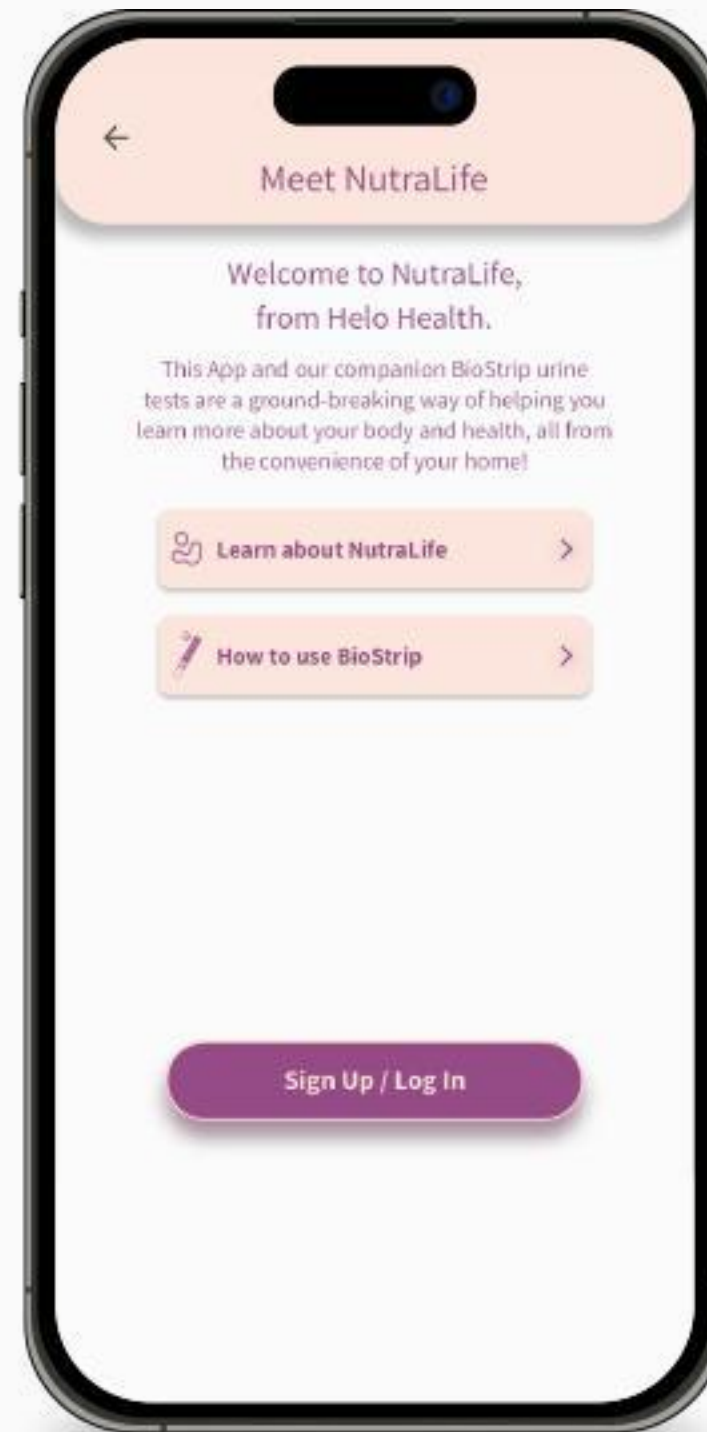 Meet NutraLife
Welcome to NutraLife,
from Helo Health.
This App and our companion BioStrip urine
tests are a ground-breaking way of helping you
learn more about your body and health, all from
the convenience of your home!
Learn about NutraLife
How to use BioStrip
Sign Up / Log In